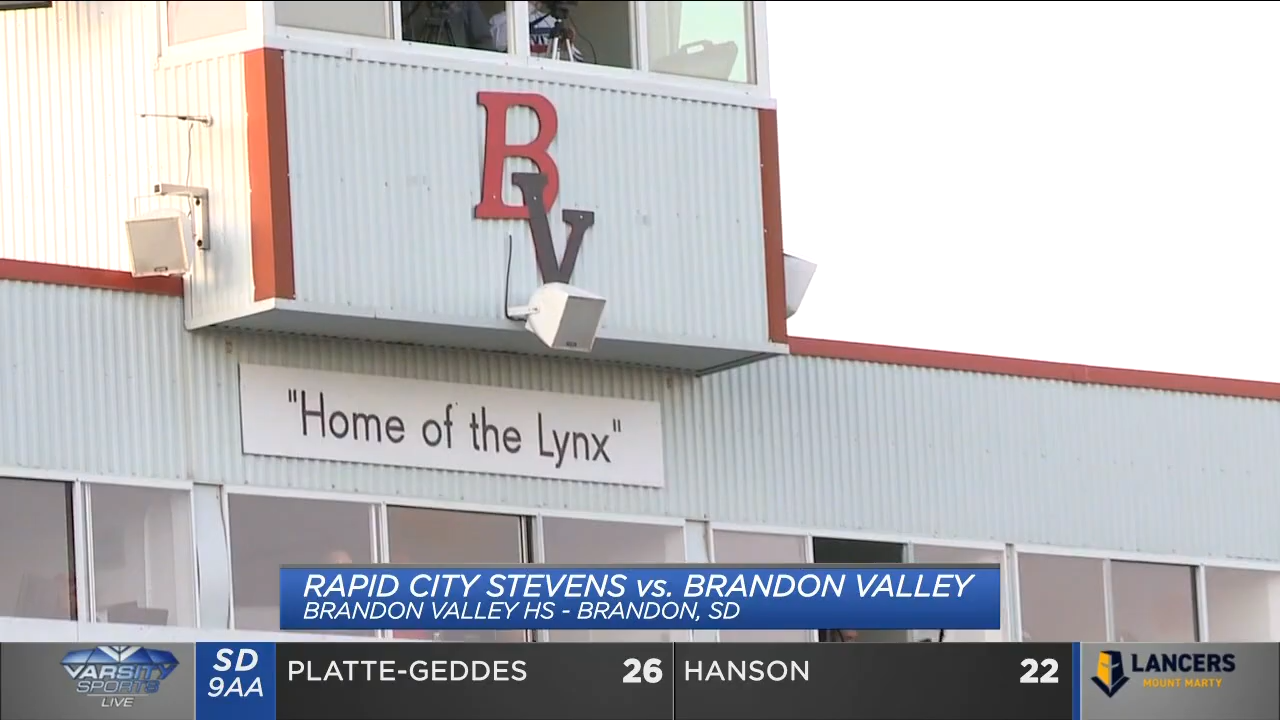 B
V
"Home of the Lynx"
RAPID CITY STEVENS vs. BRANDON VALLEY
BRANDON VALLEY HS - BRANDON, SD
VARSITY SPORTS LIVE
SD 9AA
PLATTE-GEDDES 26
HANSON 22
LANCERS
MOUNT MARTY